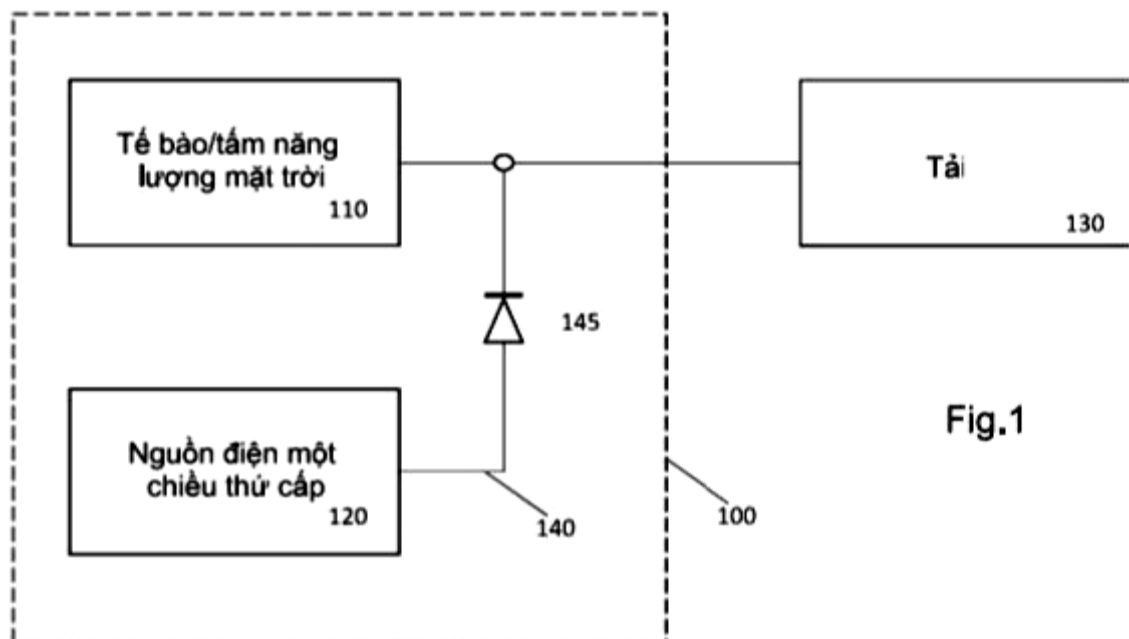 Tế bào/tấm năng
lượng mặt trời
110
Tải
130
145
Nguồn điện một
chiều thứ cấp
120
140
100
Fig.1